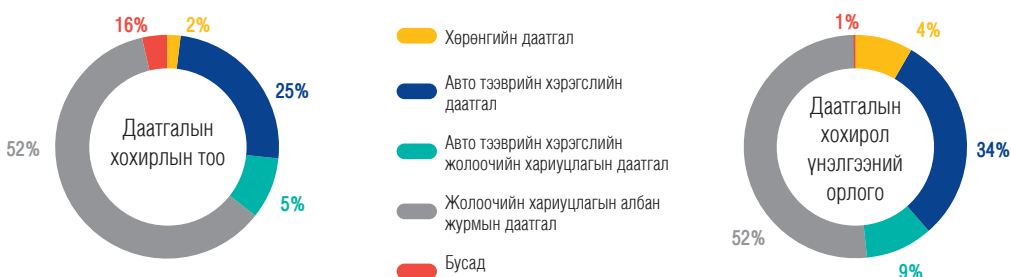 16%
2%
25%
5%
52%
Даатгалын
хохирлын тоо
Хөрөнгийн даатгал
Авто тээврийн хэрэгслийн
даатгал
Авто тээврийн хэрэгслийн
жолоочийн хариуцлагын даатгал
Жолоочийн хариуцлагын албан
журмын даатгал
Бусад
1%
4%
34%
9%
52%
Даатгалын
хохирол
үнэлгээний
орлого